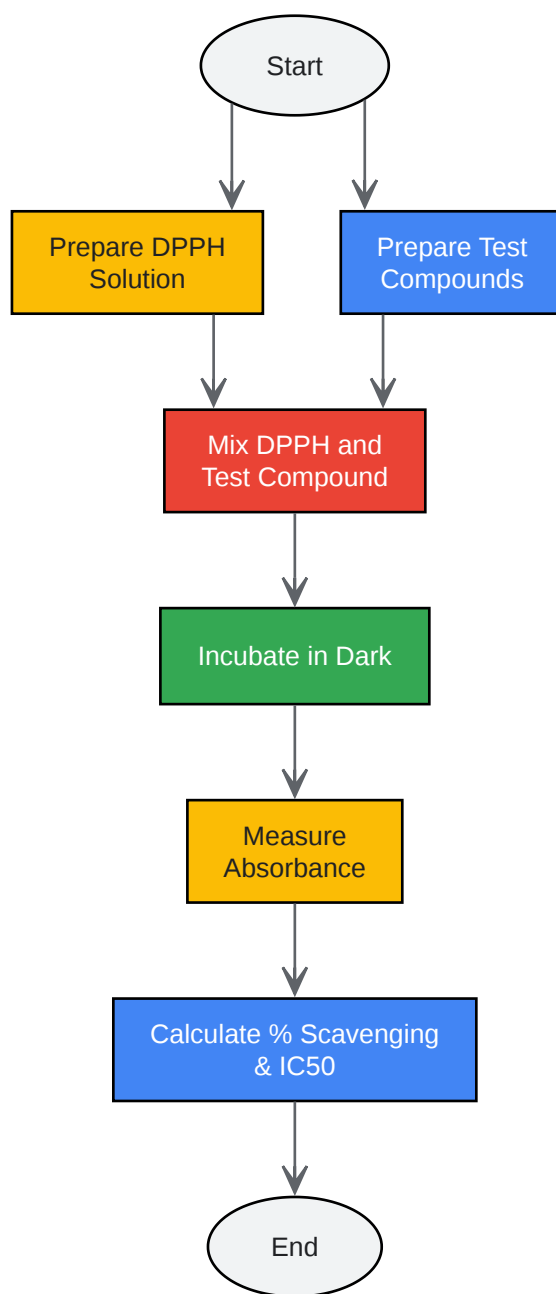 Start
Prepare DPPH
Solution
Prepare Test
Compounds
Mix DPPH and
Test Compound
Incubate in Dark
Measure
Absorbance
Calculate % Scavenging
& IC50
End